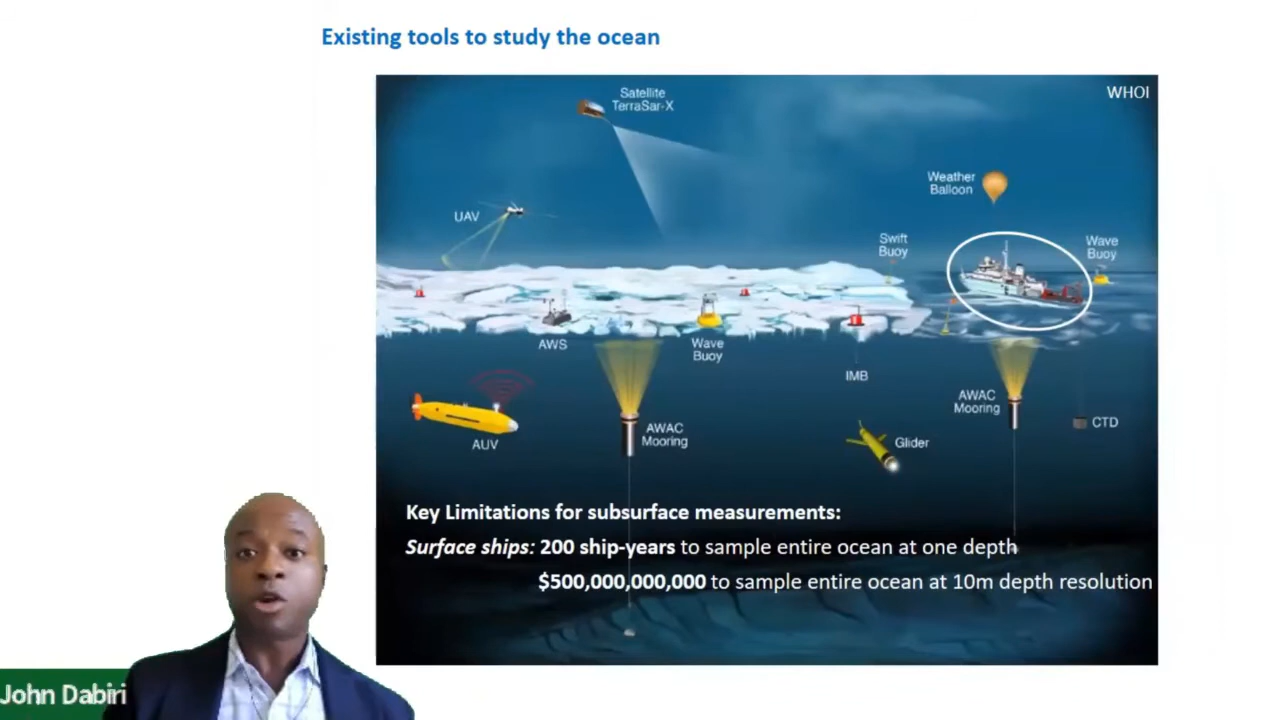 Existing tools to study the ocean
WHOI
Satellite
TerraSar-X
Weather
Balloon
UAV
Swift
Buoy
Wave
Buoy
AWS
Wave
Buoy
IMB
AWAC
Mooring
CTD
AUV
AWAC
Mooring
Glider
Key Limitations for subsurface measurements:
Surface ships: 200 ship-years to sample entire ocean at one depth
$500,000,000,000 to sample entire ocean at 10m depth resolution
John Dabiri